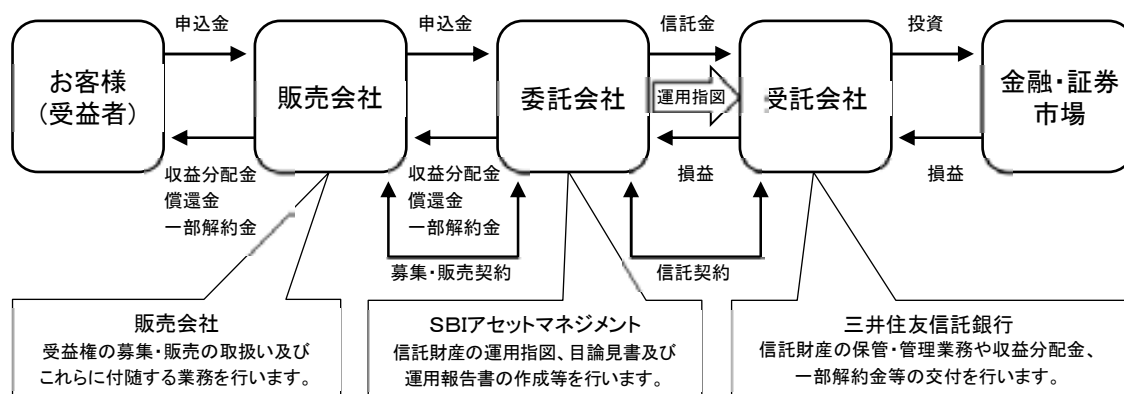 申込金
申込金
信託金
投資
お客様
（受益者）
販売会社
委託会社
運用指図
受託会社
金融・証券
市場
収益分配金
償還金
一部解約金
収益分配金
償還金
一部解約金
損益
損益
募集・販売契約
信託契約
販売会社
受益権の募集・販売の取扱い及び
これらに付随する業務を行います。
SBIアセットマネジメント
信託財産の運用指図、目論見書及び
運用報告書の作成等を行います。
三井住友信託銀行
信託財産の保管・管理業務や収益分配金、
一部解約金等の交付を行います。